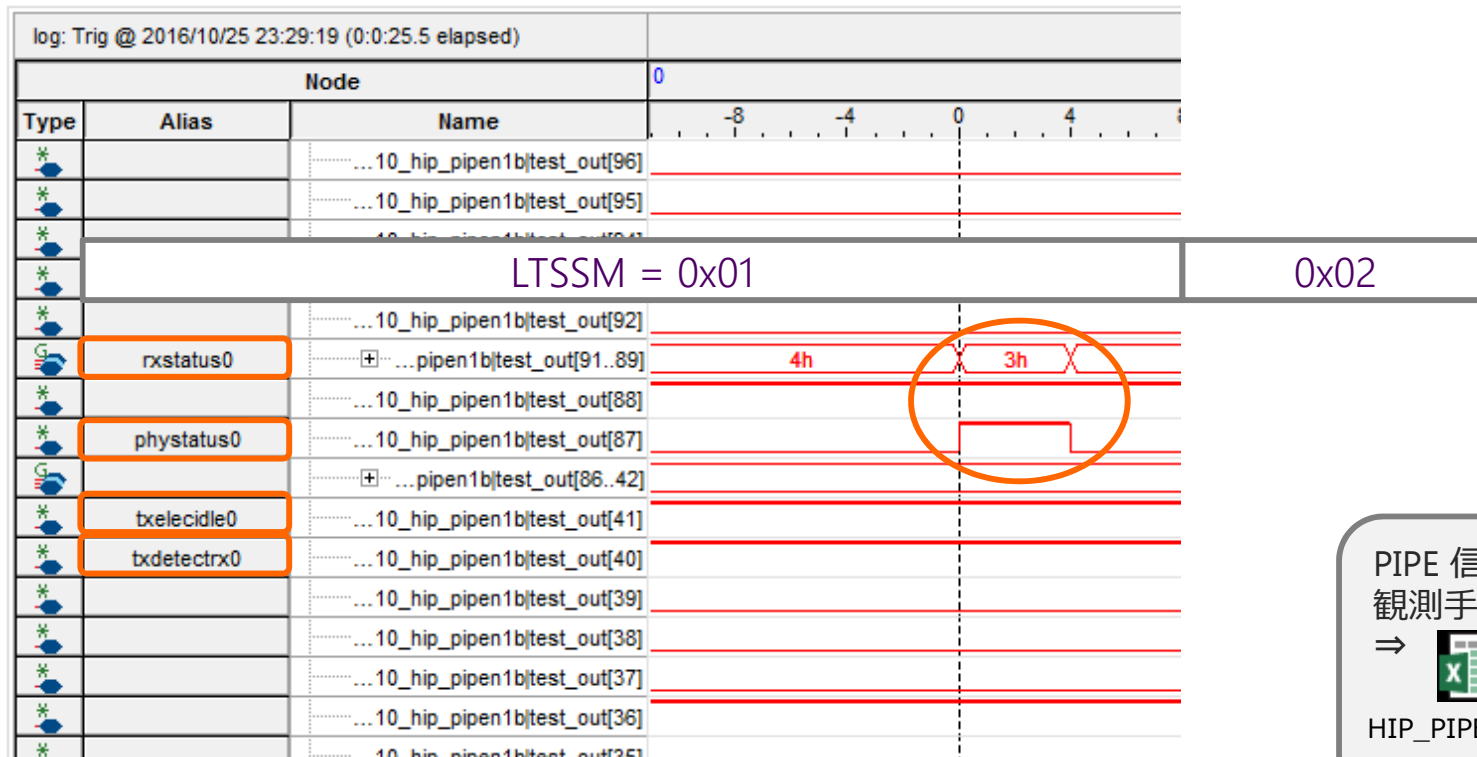 log: Trig @ 2016/10/25 23:29:19 (0:0:25.5 elapsed)
Node 0
Type Alias Name -8 -4 0 4
...10_hip_pipen1b|test_out[96]
...10_hip_pipen1b|test_out[95]
LTSSM = 0x01 0x02
...10_hip_pipen1b|test_out[92]
rxstatus0 ...pipen1b|test_out[91..89] 4h 3h
...10_hip_pipen1b|test_out[88]
phystatus0 ...10_hip_pipen1b|test_out[87]
...pipen1b|test_out[86..42]
txelecidle0 ...10_hip_pipen1b|test_out[41]
txdetectrx0 ...10_hip_pipen1b|test_out[40]
...10_hip_pipen1b|test_out[39]
...10_hip_pipen1b|test_out[38]
...10_hip_pipen1b|test_out[37]
...10_hip_pipen1b|test_out[36]
PIPE 信
観測手
⇒
HIP_PIPE